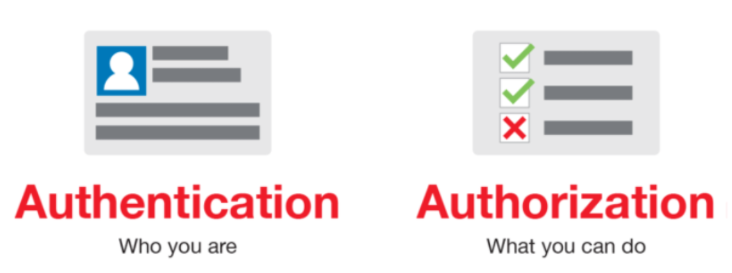 Authentication
Who you are
Authorization
What you can do